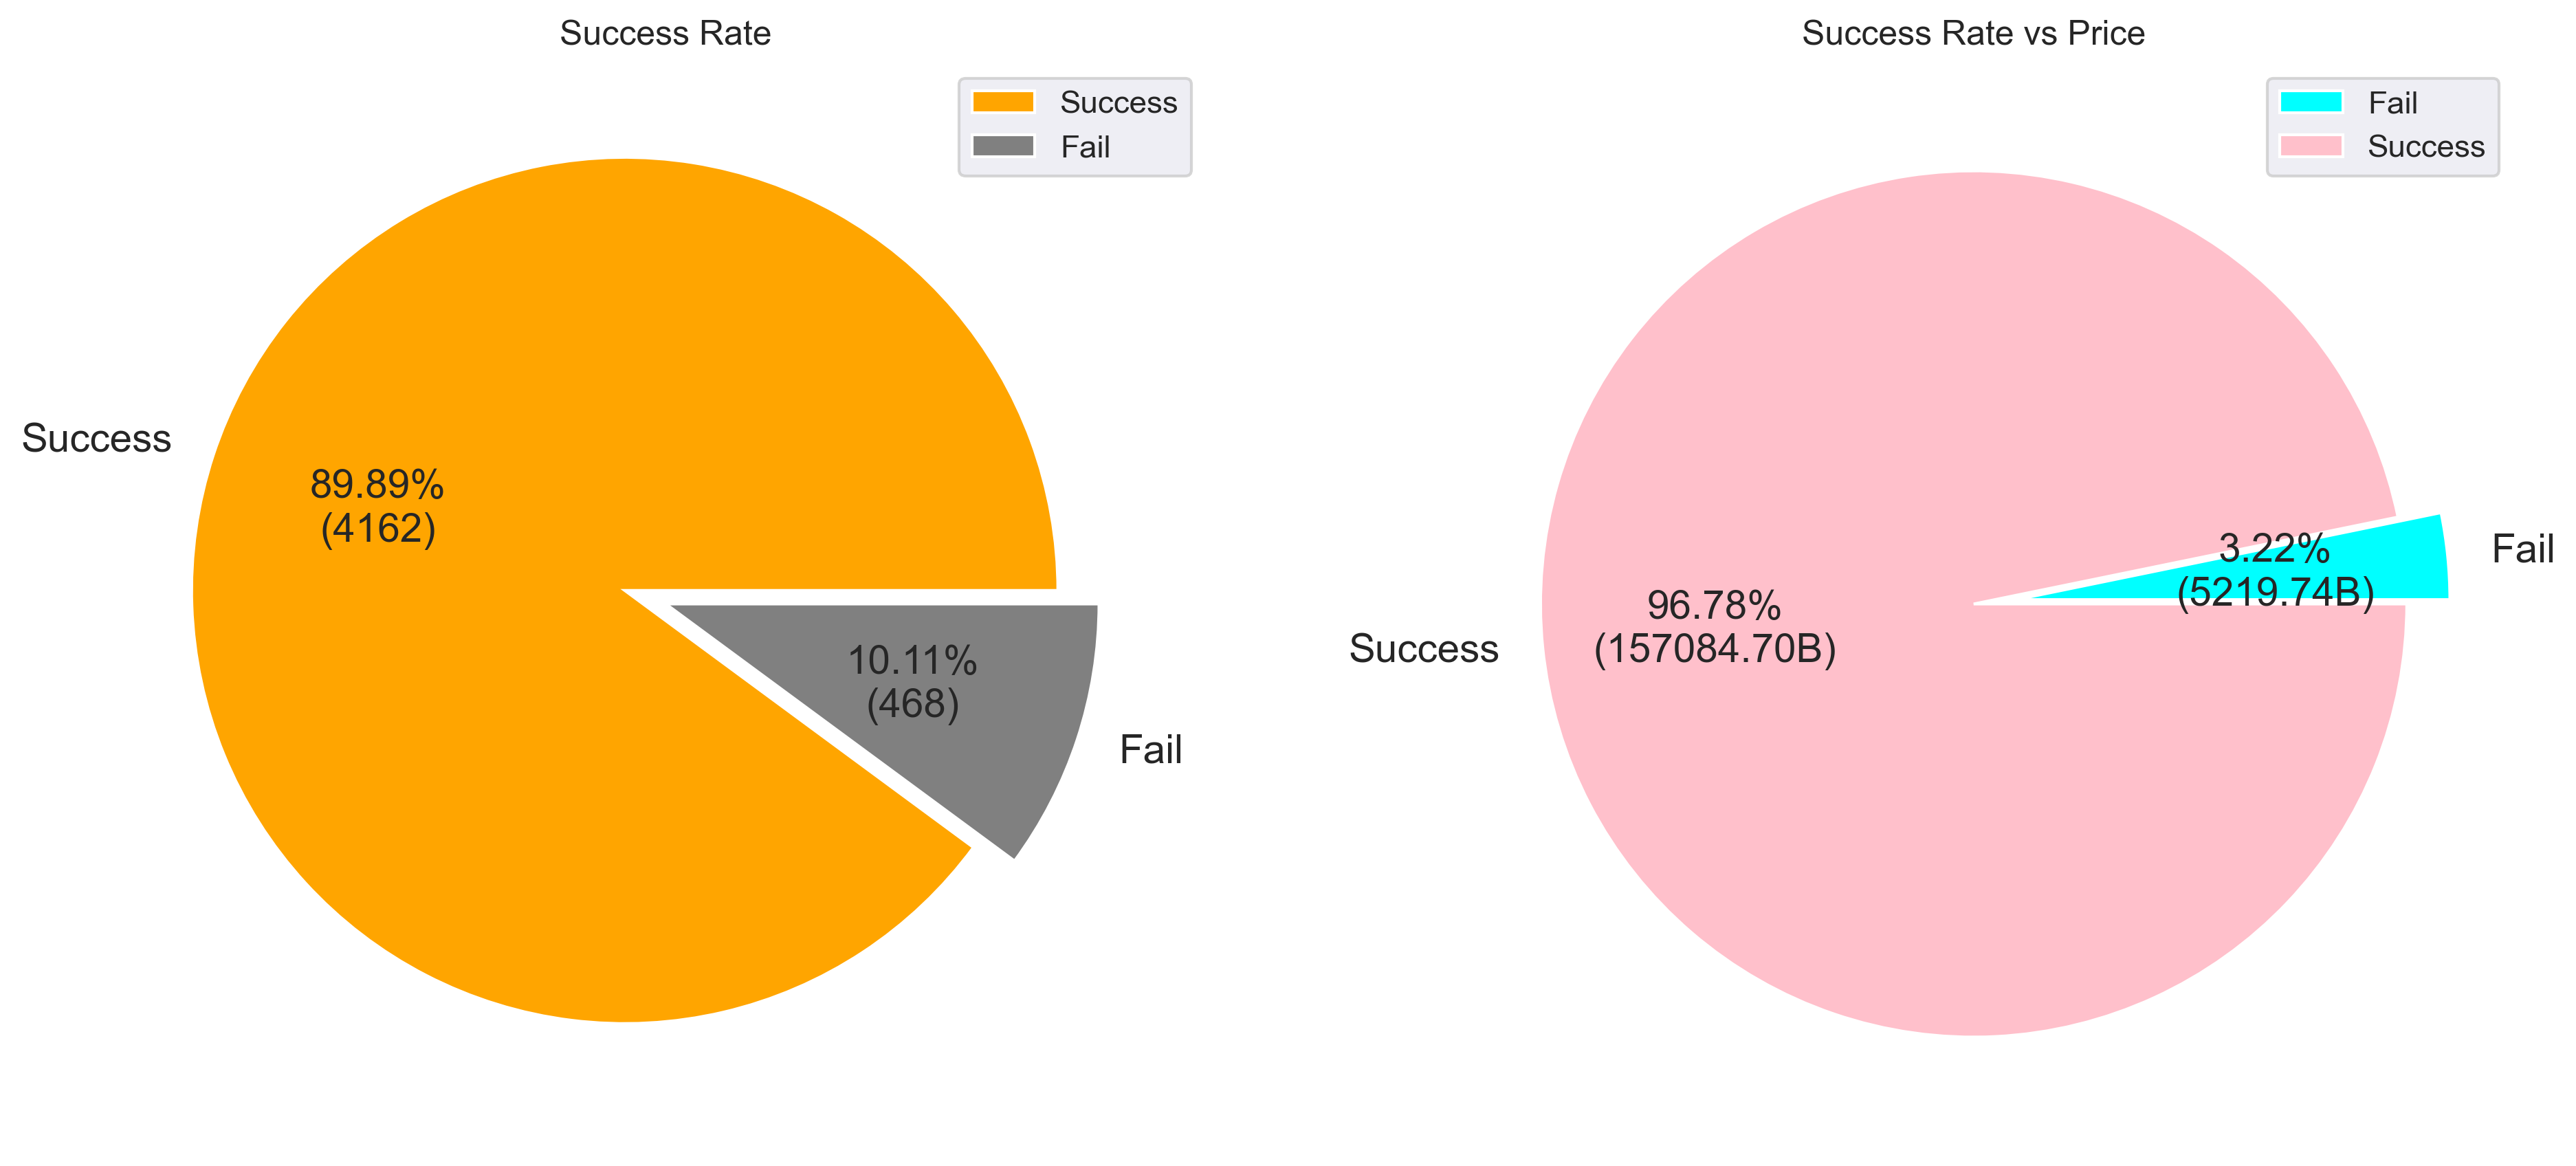 Success Rate
Success
Fail
Success
89.89%
(4162)
10.11%
(468)
Fail
Success Rate vs Price
Fail
Success
3.22%
(5219.74B)
Fail
96.78%
(157084.70B)
Success